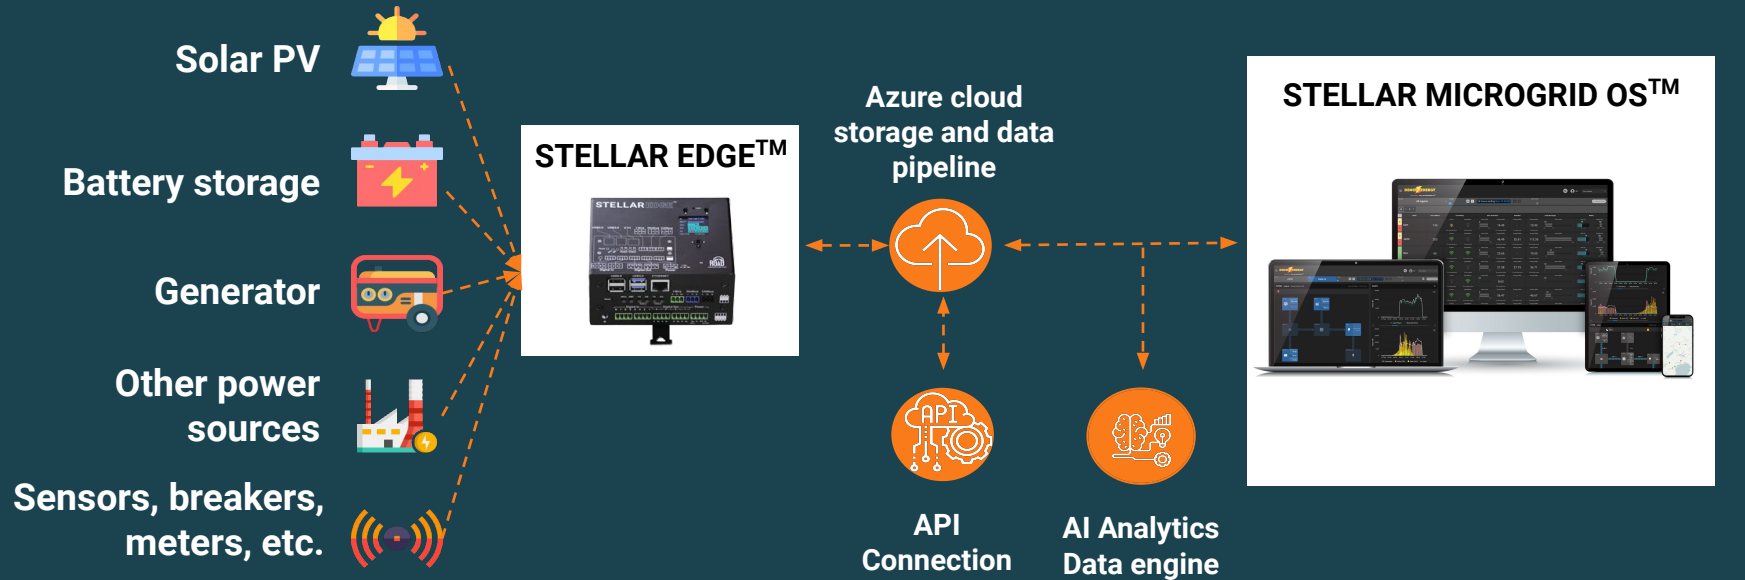 Solar PV
Battery storage
Generator
Other power
sources
Sensors, breakers,
meters, etc.
STELLAR EDGE™
STELLAR EDGE
Azure cloud
storage and data
pipeline
API
API
Connection
AI Analytics
Data engine
STELLAR MICROGRID OS™